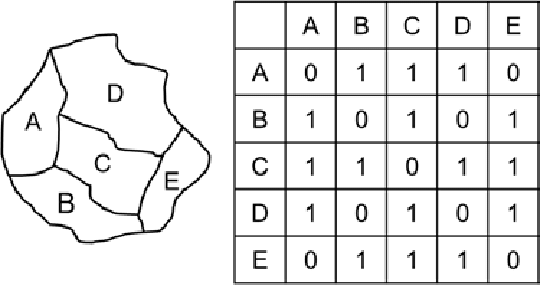 D
A
C
E
B
A B C D E
A 0 1 1 1 0
B 1 0 1 0 1
C 1 1 0 1 1
D 1 0 1 0 1
E 0 1 1 1 0